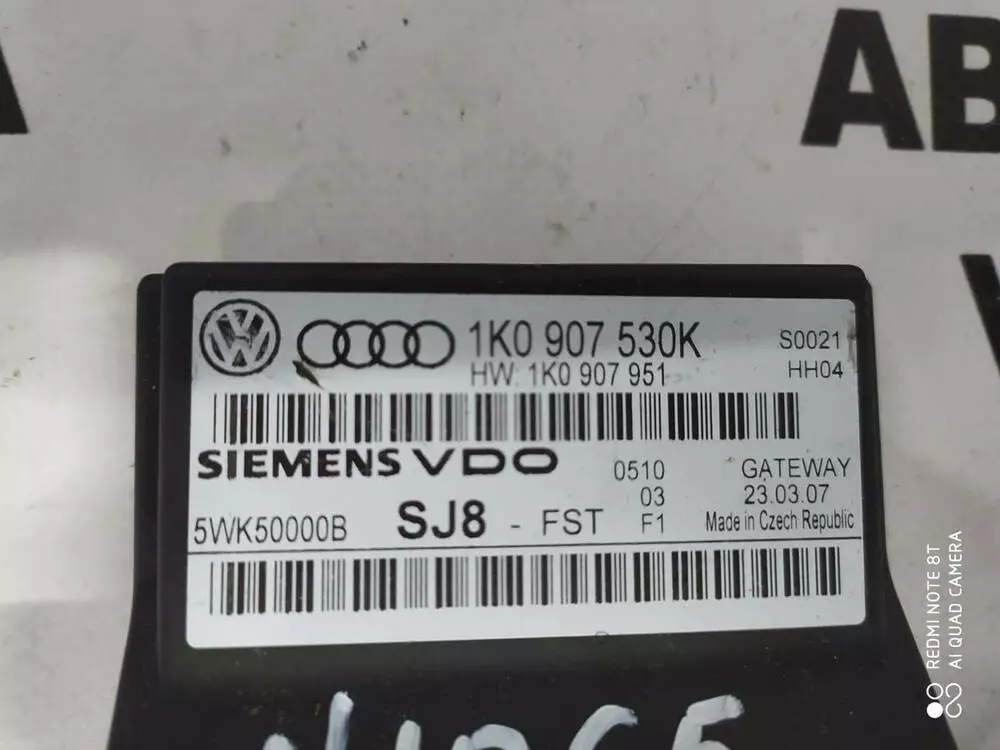 AB
1K0 907 530K S0021
HW: 1K0 907 951 HH04
SIEMENS VDO 0510 GATEWAY
03 23.03.07
5WK50000B SJ8 - FST F1 Made in Czech Republic
REDMI NOTE 8T
AI QUAD CAMERA